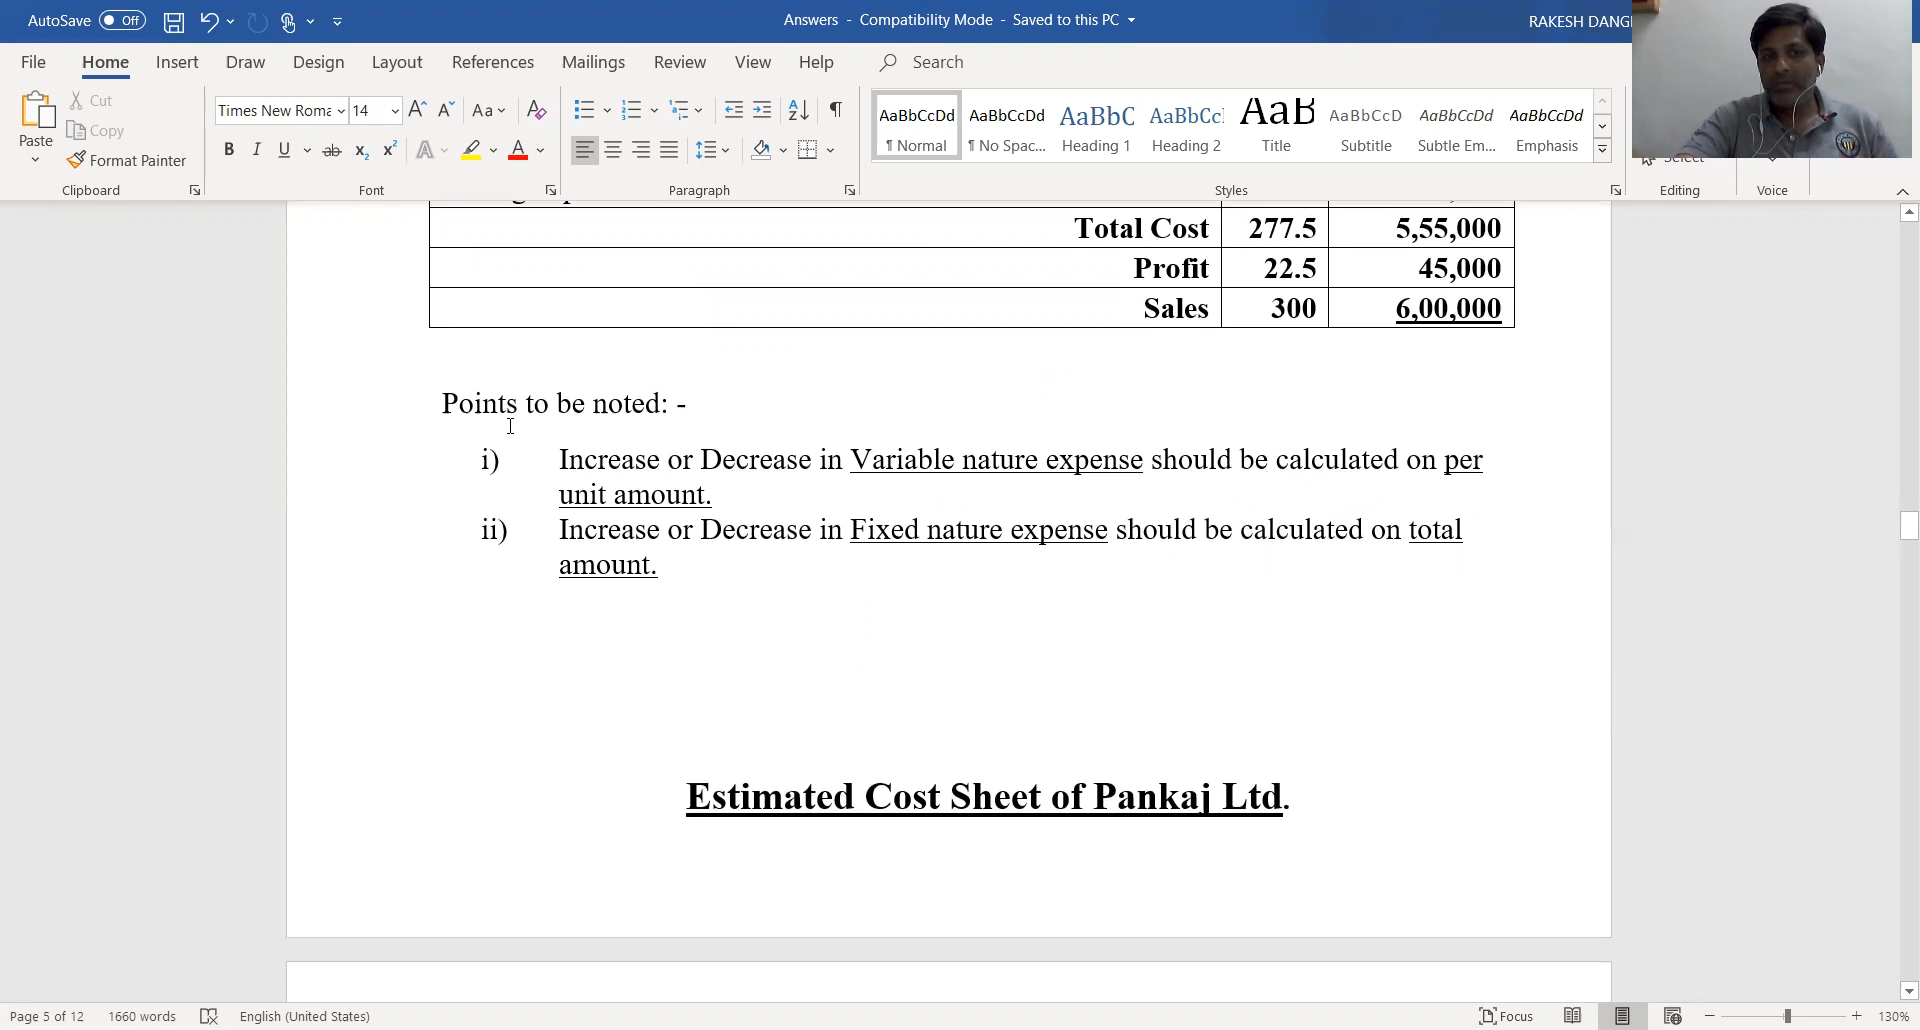 AutoSave Off Answers - Compatibility Mode - Saved to this PC RAKESH DANG
File Home Insert Draw Design Layout References Mailings Review View Help Search
Paste
Cut
Copy
Format Painter
Times New Roma 14
Aa
B I U ab x₂ x² A A
AaBbCcDd AaBbCcDd AaBbC AaBbCcI AaB AaBbCcD AaBbCcDd AaBbCcDd
¶ Normal ¶ No Spac... Heading 1 Heading 2 Title Subtitle Subtle Em... Emphasis
Select
Clipboard Font Paragraph Styles Editing Voice
Total Cost 277.5 5,55,000
Profit 22.5 45,000
Sales 300 6,00,000
Points to be noted: -
i) Increase or Decrease in Variable nature expense should be calculated on per
unit amount.
ii) Increase or Decrease in Fixed nature expense should be calculated on total
amount.
Estimated Cost Sheet of Pankaj Ltd.
Page 5 of 12 1660 words English (United States) Focus 130%